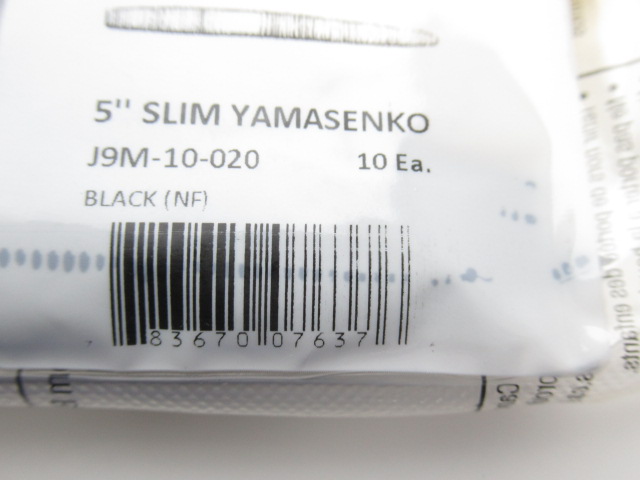 5" SLIM YAMASENKO
J9M-10-020 10 Ea.
BLACK (NF)
83670 07637